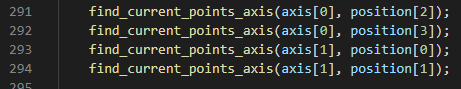 291 find_current_points_axis(axis[0], position[2]);
292 find_current_points_axis(axis[0], position[3]);
293 find_current_points_axis(axis[1], position[0]);
294 find_current_points_axis(axis[1], position[1]);